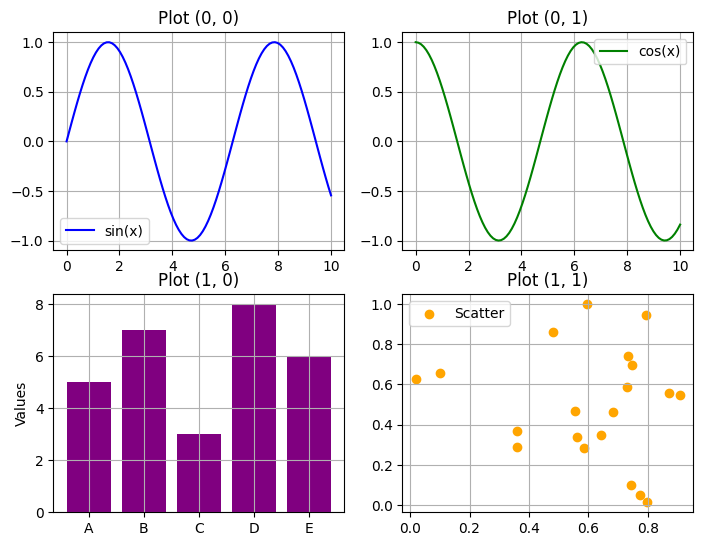 Plot (0, 0)
1.0
0.5
0.0
−0.5
−1.0
sin(x)
0 2 4 6 8 10
Plot (0, 1)
1.0
0.5
0.0
−0.5
−1.0
cos(x)
0 2 4 6 8 10
Plot (1, 0)
Values
8
6
4
2
0
A B C D E
Plot (1, 1)
1.0
0.8
0.6
0.4
0.2
0.0
Scatter
0.0 0.2 0.4 0.6 0.8